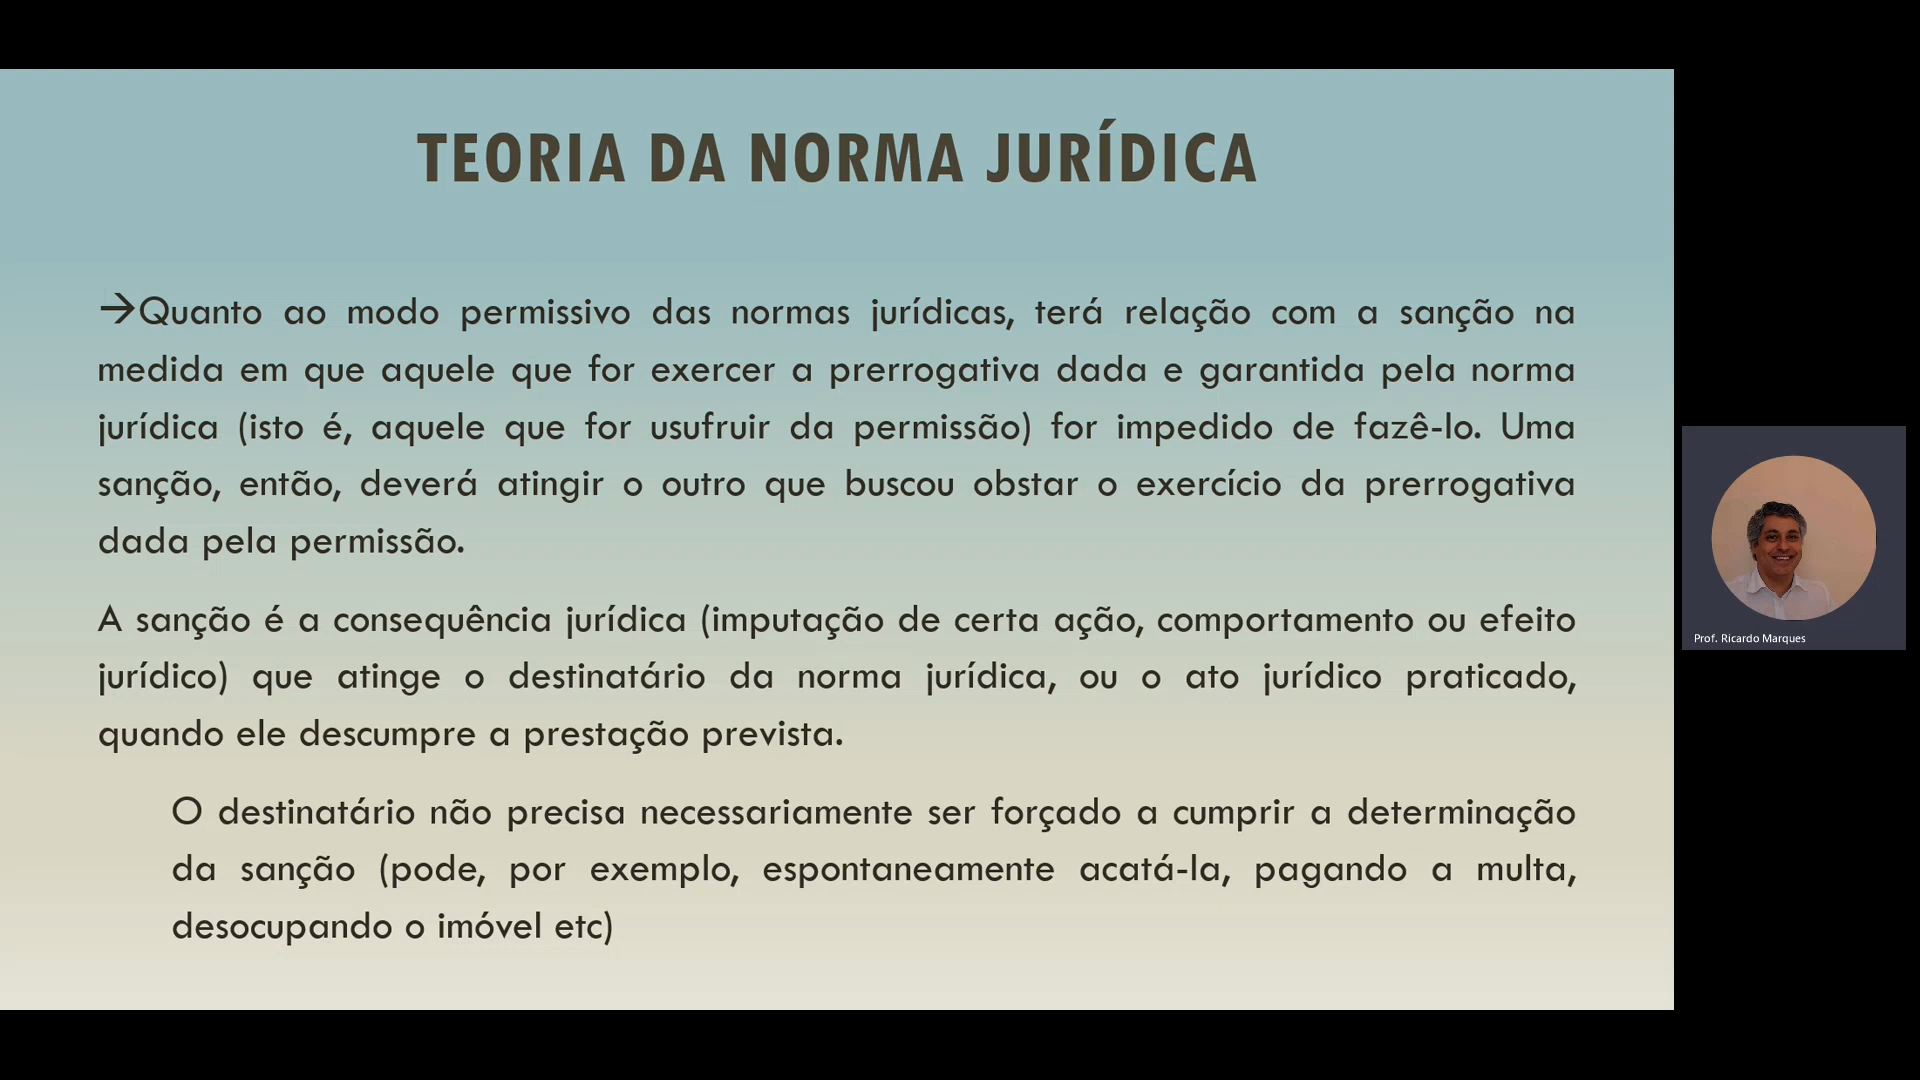 TEORIA DA NORMA JURÍDICA
→Quanto ao modo permissivo das normas jurídicas, terá relação com a sanção na
medida em que aquele que for exercer a prerrogativa dada e garantida pela norma
jurídica (isto é, aquele que for usufruir da permissão) for impedido de fazê-lo. Uma
sanção, então, deverá atingir o outro que buscou obstar o exercício da prerrogativa
dada pela permissão.
A sanção é a consequência jurídica (imputação de certa ação, comportamento ou efeito
jurídico) que atinge o destinatário da norma jurídica, ou o ato jurídico praticado,
quando ele descumpre a prestação prevista.
O destinatário não precisa necessariamente ser forçado a cumprir a determinação
da sanção (pode, por exemplo, espontaneamente acatá-la, pagando a multa,
desocupando o imóvel etc)
Prof. Ricardo Marques